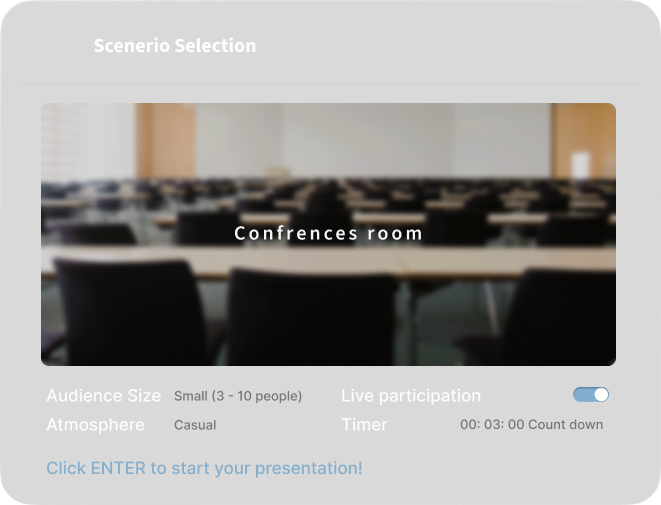 Scenerio Selection
Confrences room
Audience Size Small (3 - 10 people) Live participation
Atmosphere Casual Timer 00: 03: 00 Count down
Click ENTER to start your presentation!